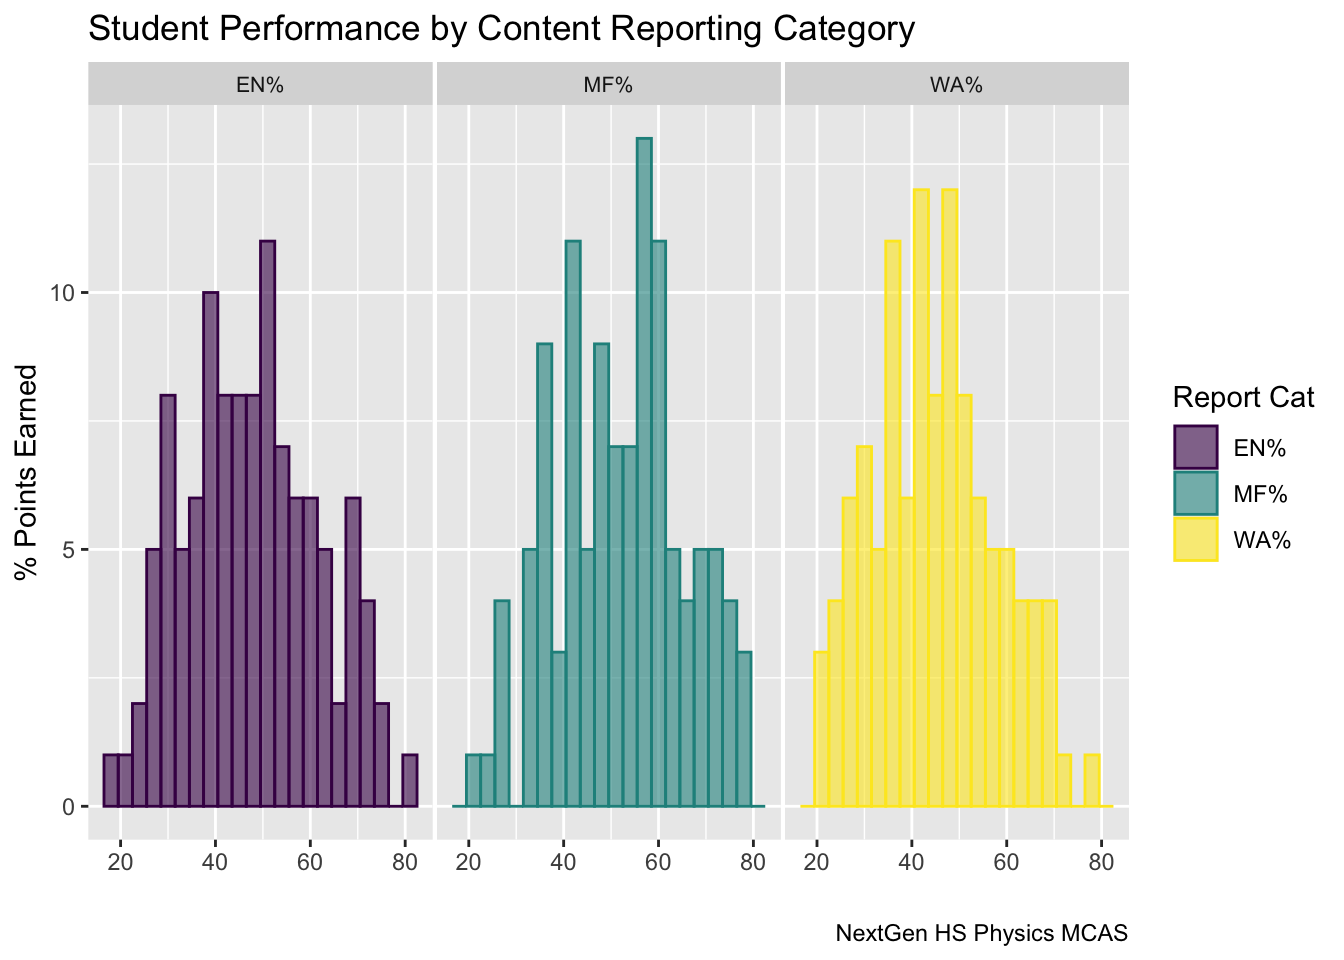 Student Performance by Content Reporting Category
EN% MF% WA%
10
5
0
% Points Earned
20 40 60 80 20 40 60 80 20 40 60 80
Report Cat
EN%
MF%
WA%
NextGen HS Physics MCAS